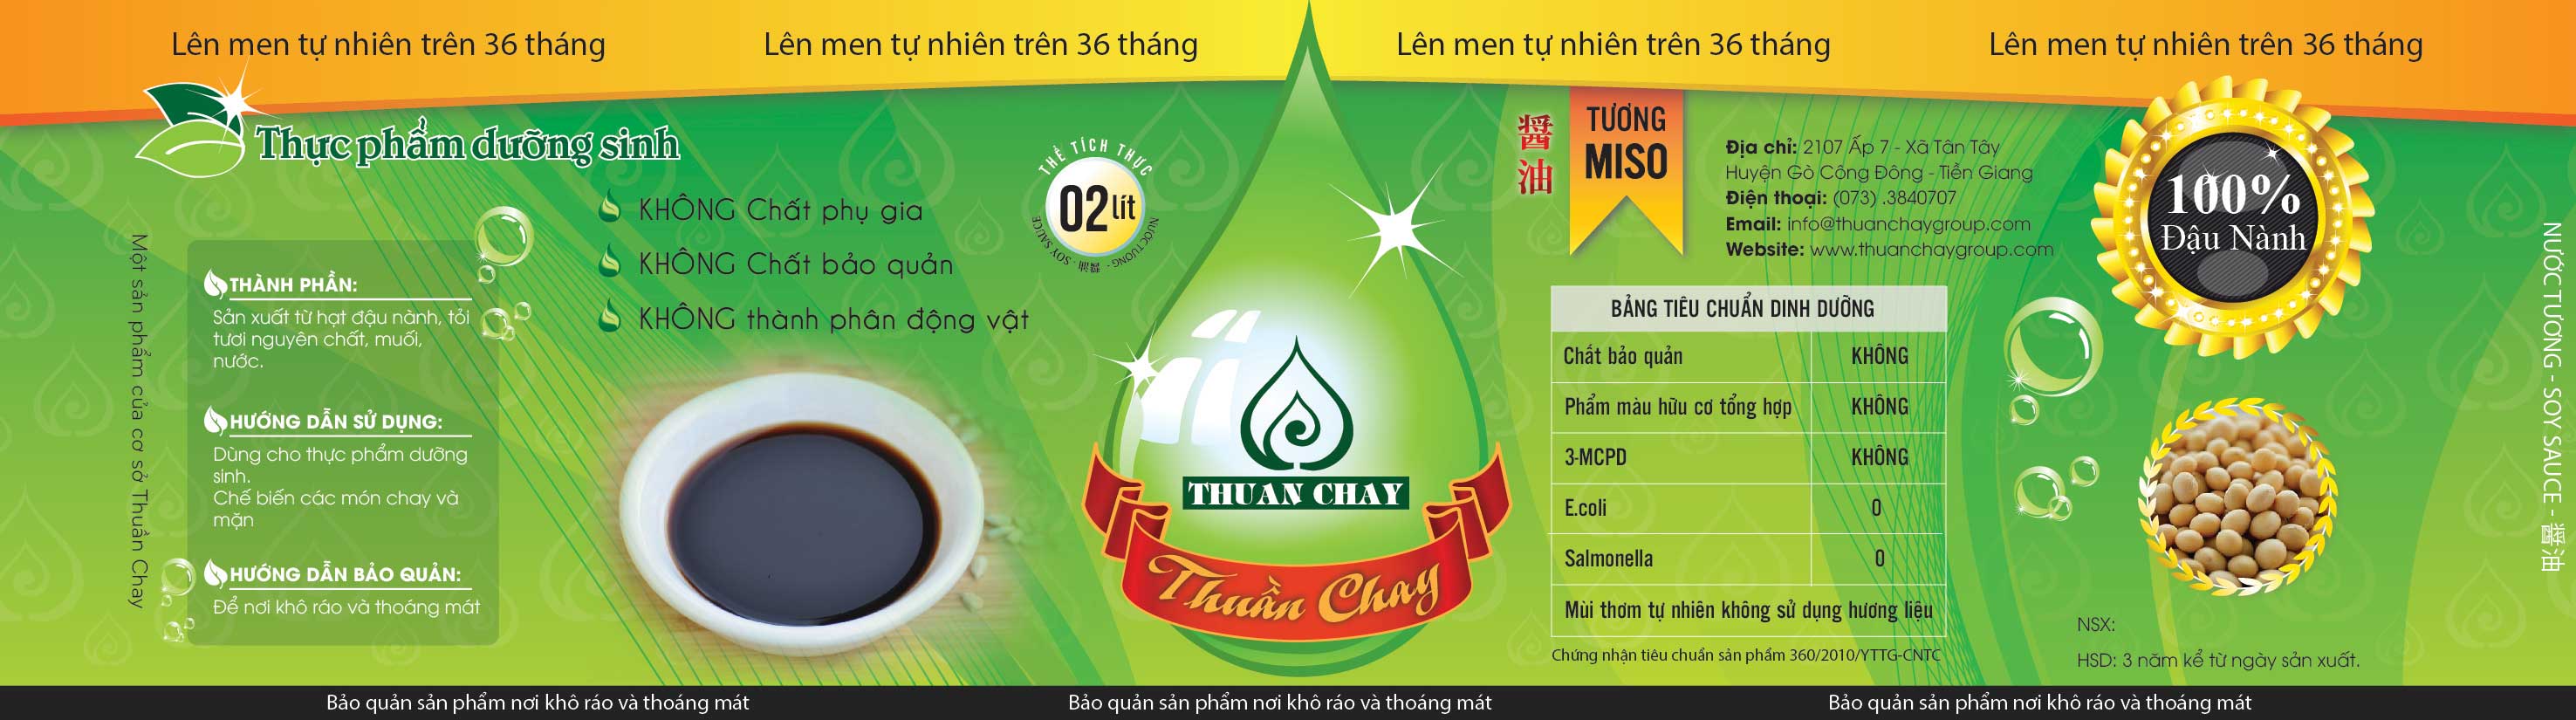 Lên men tự nhiên trên 36 tháng
Lên men tự nhiên trên 36 tháng
Lên men tự nhiên trên 36 tháng
Lên men tự nhiên trên 36 tháng
Thực phẩm dưỡng sinh
Một sản phẩm của cơ sở Thuần Chay
THÀNH PHẦN:
Sản xuất từ hạt đậu nành, tỏi
tươi nguyên chất, muối,
nước.
HƯỚNG DẪN SỬ DỤNG:
Dùng cho thực phẩm dưỡng
sinh.
Chế biến các món chay và
mặn
HƯỚNG DẪN BẢO QUẢN:
Để nơi khô ráo và thoáng mát
KHÔNG Chất phụ gia
KHÔNG Chất bảo quản
KHÔNG thành phân động vật
THỂ TÍCH THỰC
02 lít
NƯỚC TƯƠNG - 醤油 - SOY SAUCE
THUAN CHAY
Thuần Chay
醤油
TƯƠNG
MISO
Địa chỉ: 2107 Ấp 7 - Xã Tân Tây
Huyện Gò Công Đông - Tiền Giang
Điện thoại: (073) .3840707
Email: info@thuanchaygroup.com
Website: www.thuanchaygroup.com
BẢNG TIÊU CHUẨN DINH DƯỠNG
Chất bảo quản KHÔNG
Phẩm màu hữu cơ tổng hợp KHÔNG
3-MCPD KHÔNG
E.coli 0
Salmonella 0
Mùi thơm tự nhiên không sử dụng hương liệu
Chứng nhận tiêu chuẩn sản phẩm 360/2010/YTTG-CNTC
100%
Đậu Nành
NSX:
HSD: 3 năm kể từ ngày sản xuất.
NƯỚC TƯƠNG - SOY SAUCE - 醤油
Bảo quản sản phẩm nơi khô ráo và thoáng mát
Bảo quản sản phẩm nơi khô ráo và thoáng mát
Bảo quản sản phẩm nơi khô ráo và thoáng mát